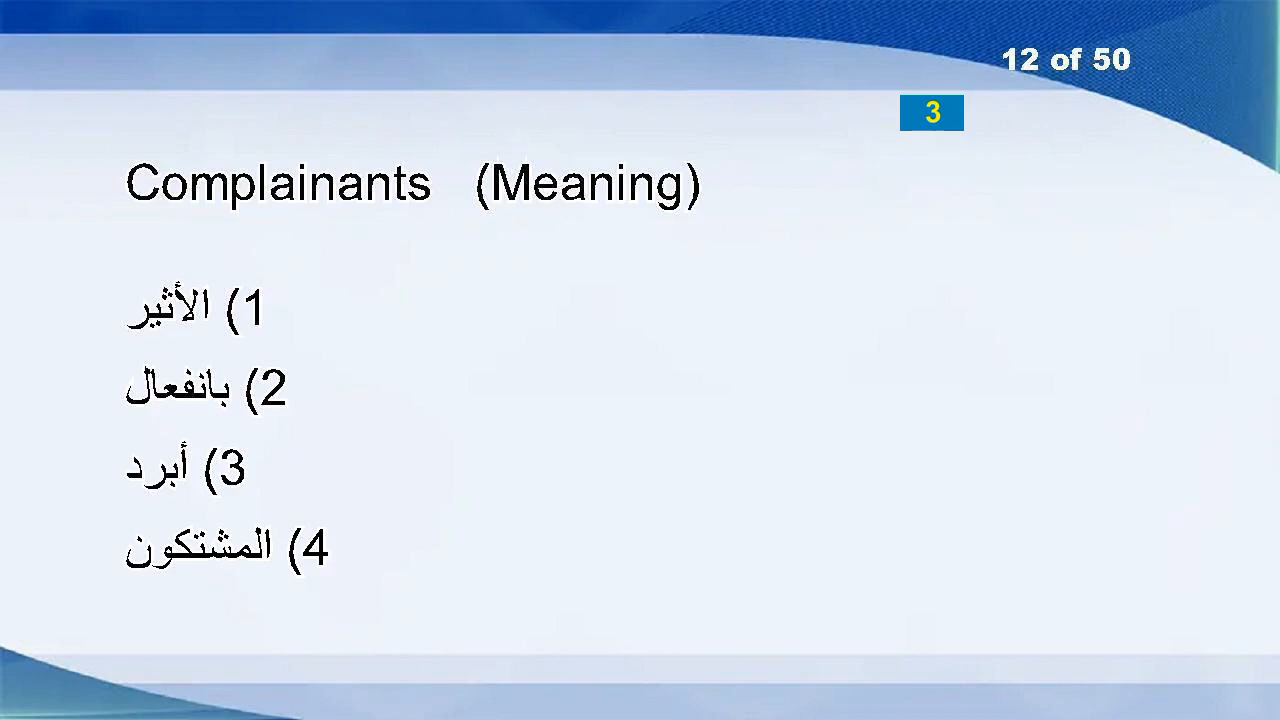 12 of 50
3
Complainants (Meaning)
1) الأثير
2) بانفعال
3) أبرد
4) المشتكون